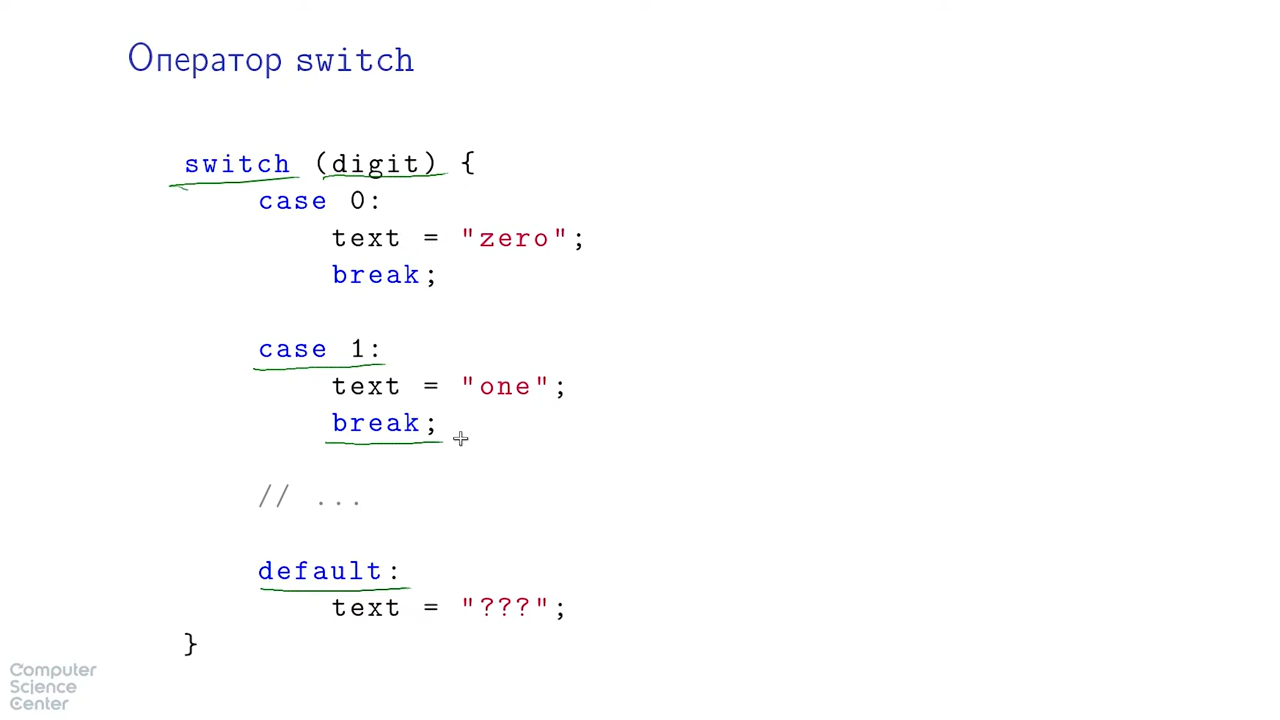 Оператор switch
switch (digit) {
case 0:
text = "zero";
break;
case 1:
text = "one";
break;
// ...
default:
text = "???";
}
Computer
Science
Center